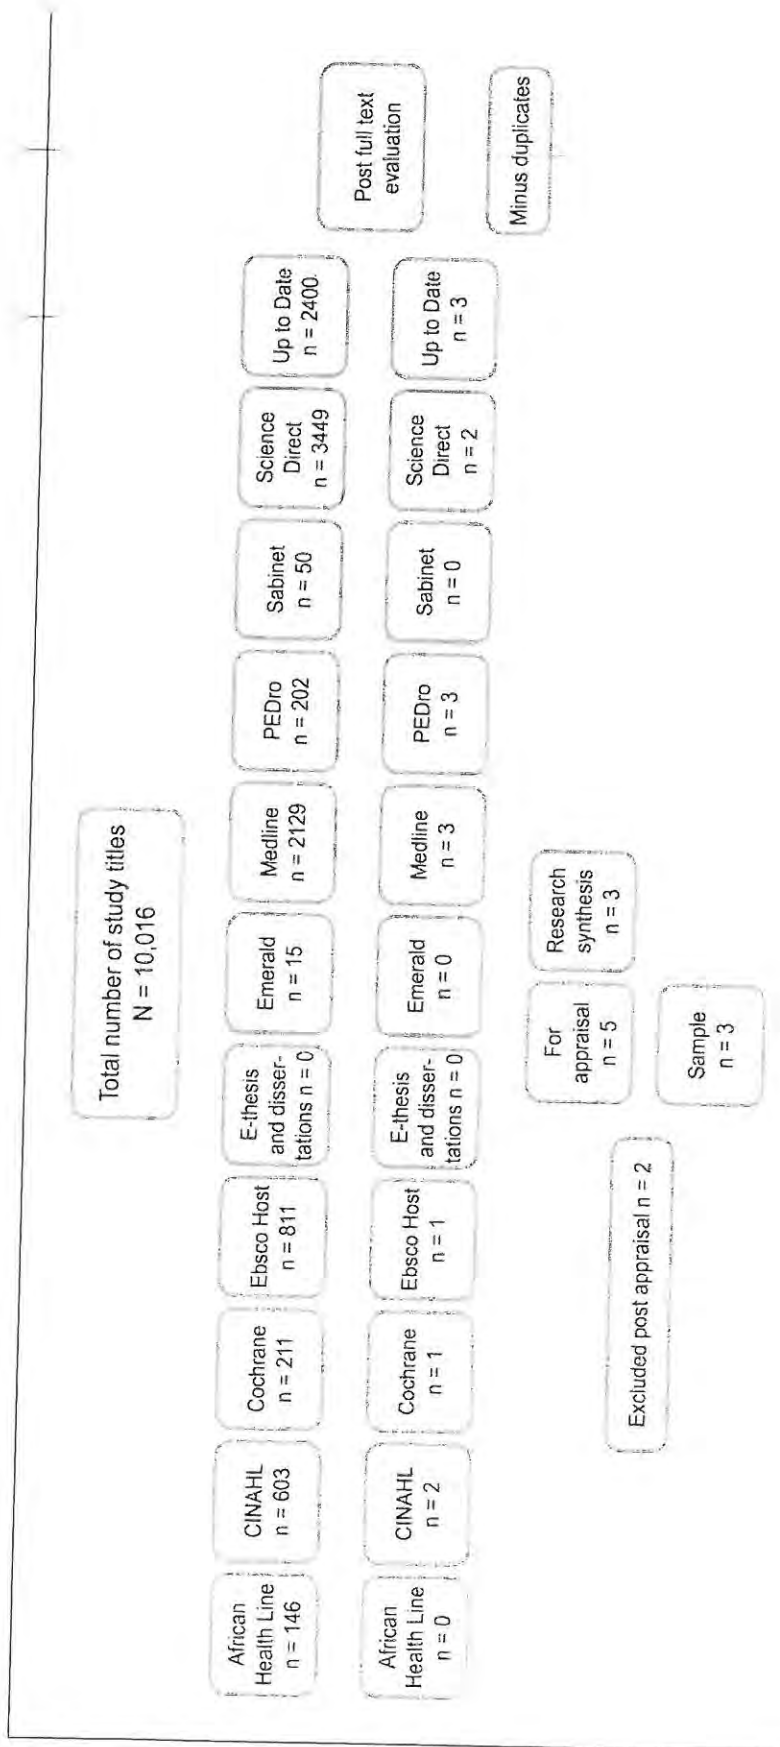 Total number of study titles
N = 10,016
African
Health Line
n = 146
CINAHL
n = 603
Cochrane
n = 211
Ebsco Host
n = 811
E-thesis
and disser-
tations n = 0
Emerald
n = 15
Medline
n = 2129
PEDro
n = 202
Sabinet
n = 50
Science
Direct
n = 3449
Up to Date
n = 2400
Post full text
evaluation
African
Health Line
n = 0
CINAHL
n = 2
Cochrane
n = 1
Ebsco Host
n = 1
E-thesis
and disser-
tations n = 0
Emerald
n = 0
Medline
n = 3
PEDro
n = 3
Sabinet
n = 0
Science
Direct
n = 2
Up to Date
n = 3
Minus duplicates
For
appraisal
n = 5
Research
synthesis
n = 3
Excluded post appraisal n = 2
Sample
n = 3